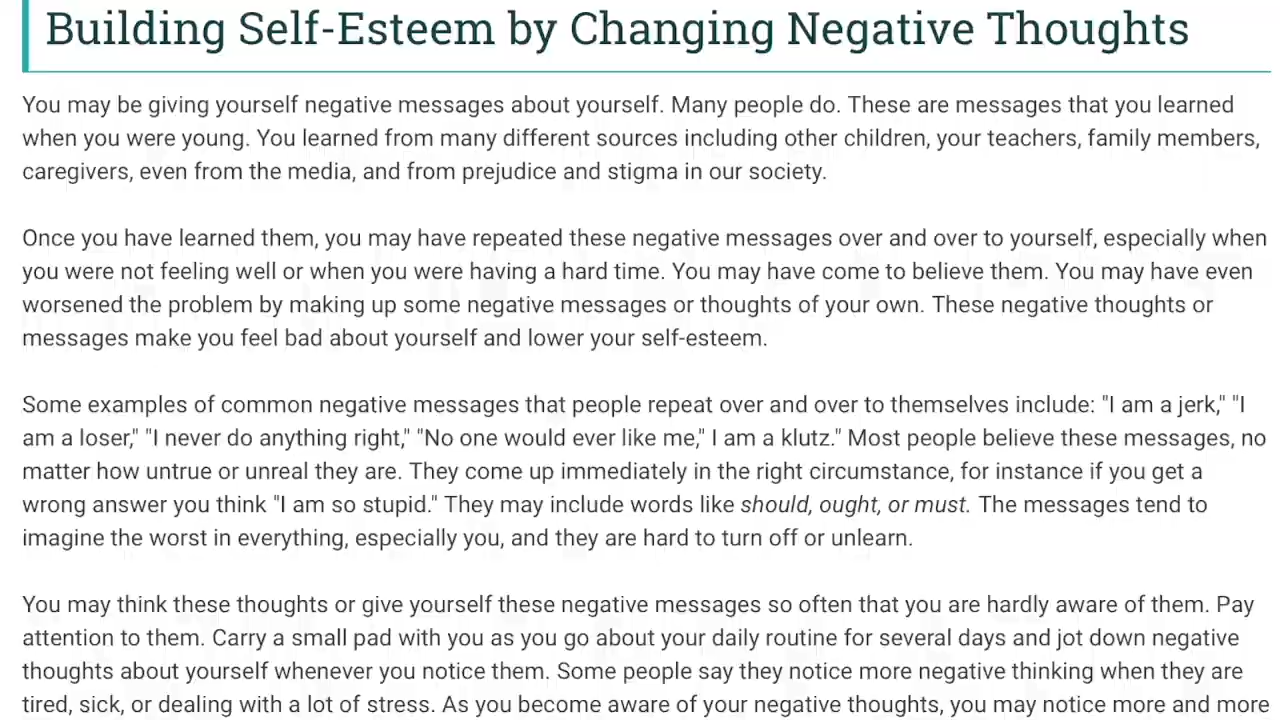 Building Self-Esteem by Changing Negative Thoughts
You may be giving yourself negative messages about yourself. Many people do. These are messages that you learned
when you were young. You learned from many different sources including other children, your teachers, family members,
caregivers, even from the media, and from prejudice and stigma in our society.
Once you have learned them, you may have repeated these negative messages over and over to yourself, especially when
you were not feeling well or when you were having a hard time. You may have come to believe them. You may have even
worsened the problem by making up some negative messages or thoughts of your own. These negative thoughts or
messages make you feel bad about yourself and lower your self-esteem.
Some examples of common negative messages that people repeat over and over to themselves include: "I am a jerk," "I
am a loser," "I never do anything right," "No one would ever like me," I am a klutz." Most people believe these messages, no
matter how untrue or unreal they are. They come up immediately in the right circumstance, for instance if you get a
wrong answer you think "I am so stupid." They may include words like should, ought, or must. The messages tend to
imagine the worst in everything, especially you, and they are hard to turn off or unlearn.
You may think these thoughts or give yourself these negative messages so often that you are hardly aware of them. Pay
attention to them. Carry a small pad with you as you go about your daily routine for several days and jot down negative
thoughts about yourself whenever you notice them. Some people say they notice more negative thinking when they are
tired, sick, or dealing with a lot of stress. As you become aware of your negative thoughts, you may notice more and more